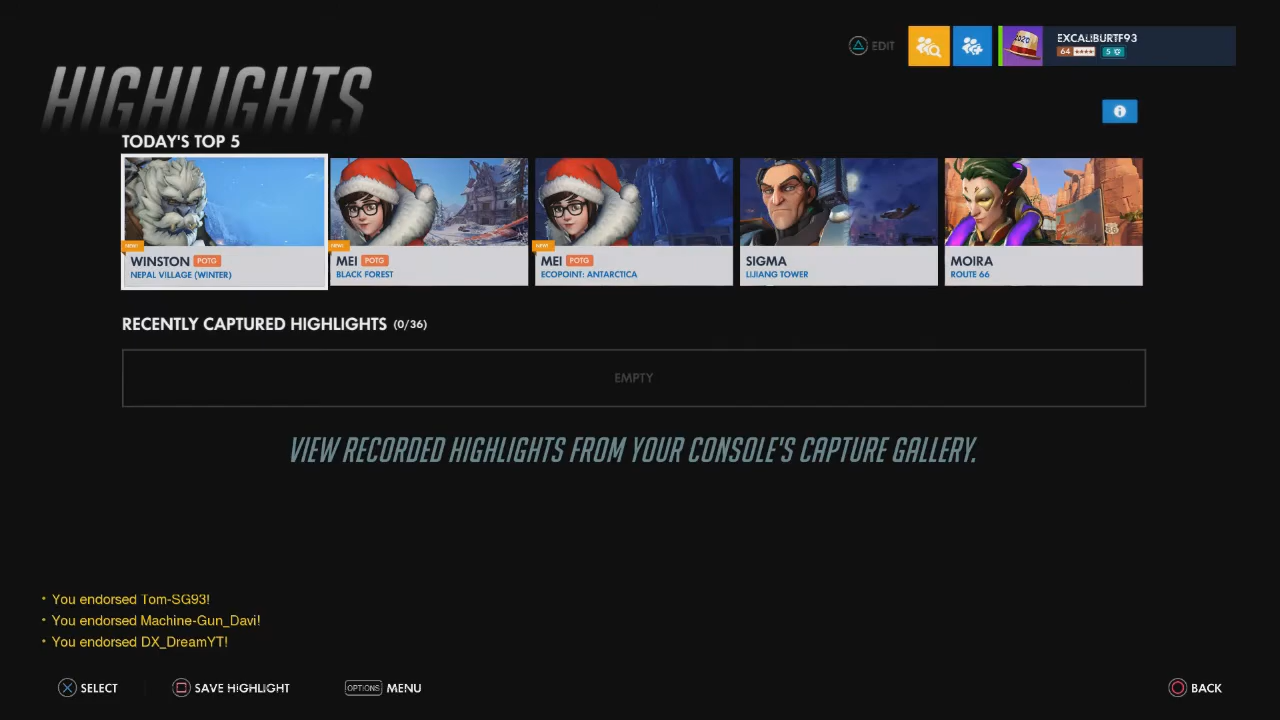 EDIT
EXCALIBURTF93
64 5
HIGHLIGHTS
TODAY'S TOP 5
NEW! WINSTON POTG
NEPAL VILLAGE (WINTER)
NEW! MEI POTG
BLACK FOREST
NEW! MEI POTG
ECOPOINT: ANTARCTICA
SIGMA
LIJIANG TOWER
MOIRA
ROUTE 66
RECENTLY CAPTURED HIGHLIGHTS (0/36)
EMPTY
VIEW RECORDED HIGHLIGHTS FROM YOUR CONSOLE'S CAPTURE GALLERY.
• You endorsed Tom-SG93!
• You endorsed Machine-Gun_Davi!
• You endorsed DX_DreamYT!
SELECT SAVE HIGHLIGHT OPTIONS MENU BACK
2020